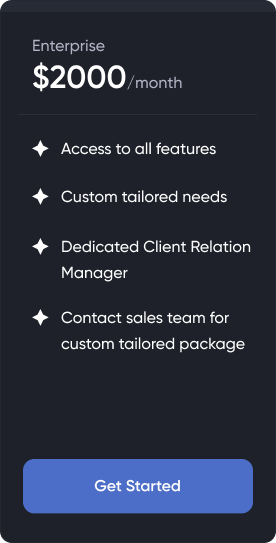 Enterprise
$2000/month
Access to all features
Custom tailored needs
Dedicated Client Relation
Manager
Contact sales team for
custom tailored package
Get Started